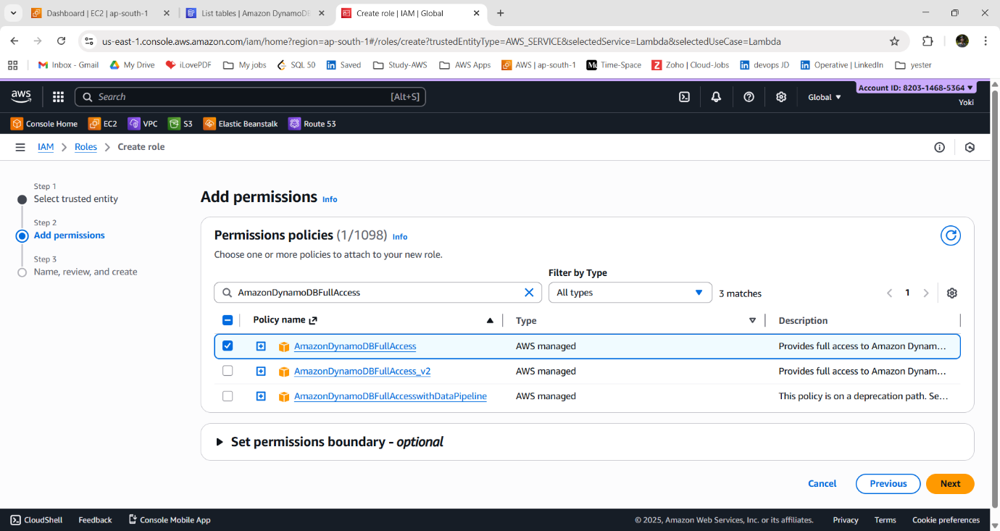 Dashboard | EC2 | ap-south-1
List tables | Amazon DynamoDB
Create role | IAM | Global
us-east-1.console.aws.amazon.com/iam/home?region=ap-south-1#/roles/create?trustedEntityType=AWS_SERVICE&selectedService=Lambda&selectedUseCase=Lambda
Inbox - Gmail
My Drive
iLovePDF
My jobs
SQL 50
Saved
Study-AWS
AWS Apps
AWS | ap-south-1
Time-Space
Zoho | Cloud-Jobs
devops JD
Operative | LinkedIn
yester
aws
Search
[Alt+S]
Global
Account ID: 8203-1468-5364
Yoki
Console Home
EC2
VPC
S3
Elastic Beanstalk
Route 53
IAM
Roles
Create role
Step 1
Select trusted entity
Step 2
Add permissions
Step 3
Name, review, and create
Add permissions Info
Permissions policies (1/1098) Info
Choose one or more policies to attach to your new role.
Filter by Type
AmazonDynamoDBFullAccess
All types
3 matches
1
Policy name
Type
Description
AmazonDynamoDBFullAccess
AWS managed
Provides full access to Amazon Dynam...
AmazonDynamoDBFullAccess_v2
AWS managed
Provides full access to Amazon Dynam...
AmazonDynamoDBFullAccesswithDataPipeline
AWS managed
This policy is on a deprecation path. Se...
Set permissions boundary - optional
Cancel
Previous
Next
CloudShell
Feedback
Console Mobile App
© 2025, Amazon Web Services, Inc. or its affiliates.
Privacy
Terms
Cookie preferences